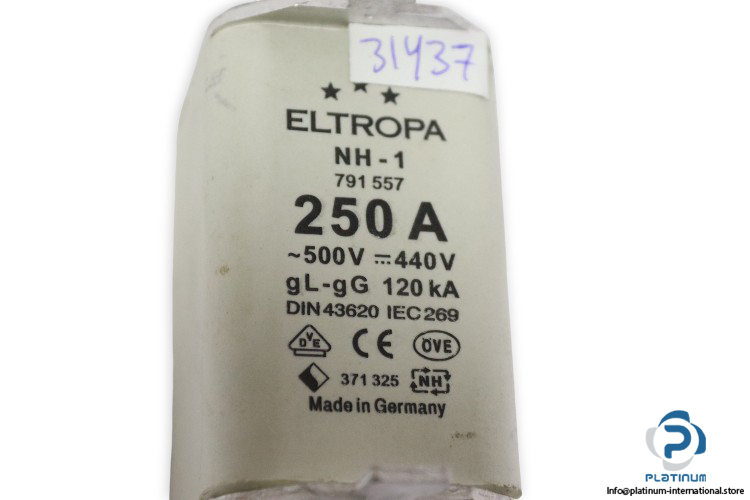 31437
ELTROPA
NH - 1
791 557
250 A
~500V ⎓440V
gL-gG 120 kA
DIN 43620 IEC 269
VDE CE ÖVE
371 325 NH
Made in Germany
PLATINUM
Info@platinum-international.store